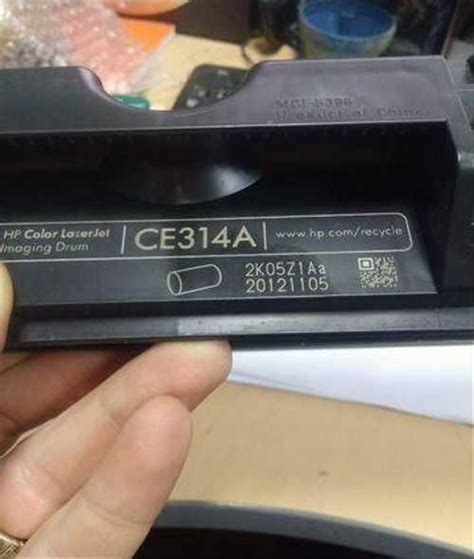 Product of China
HP Color LaserJet
Imaging Drum
CE314A
www.hp.com/recycle
2K05Z1Aa
20121105